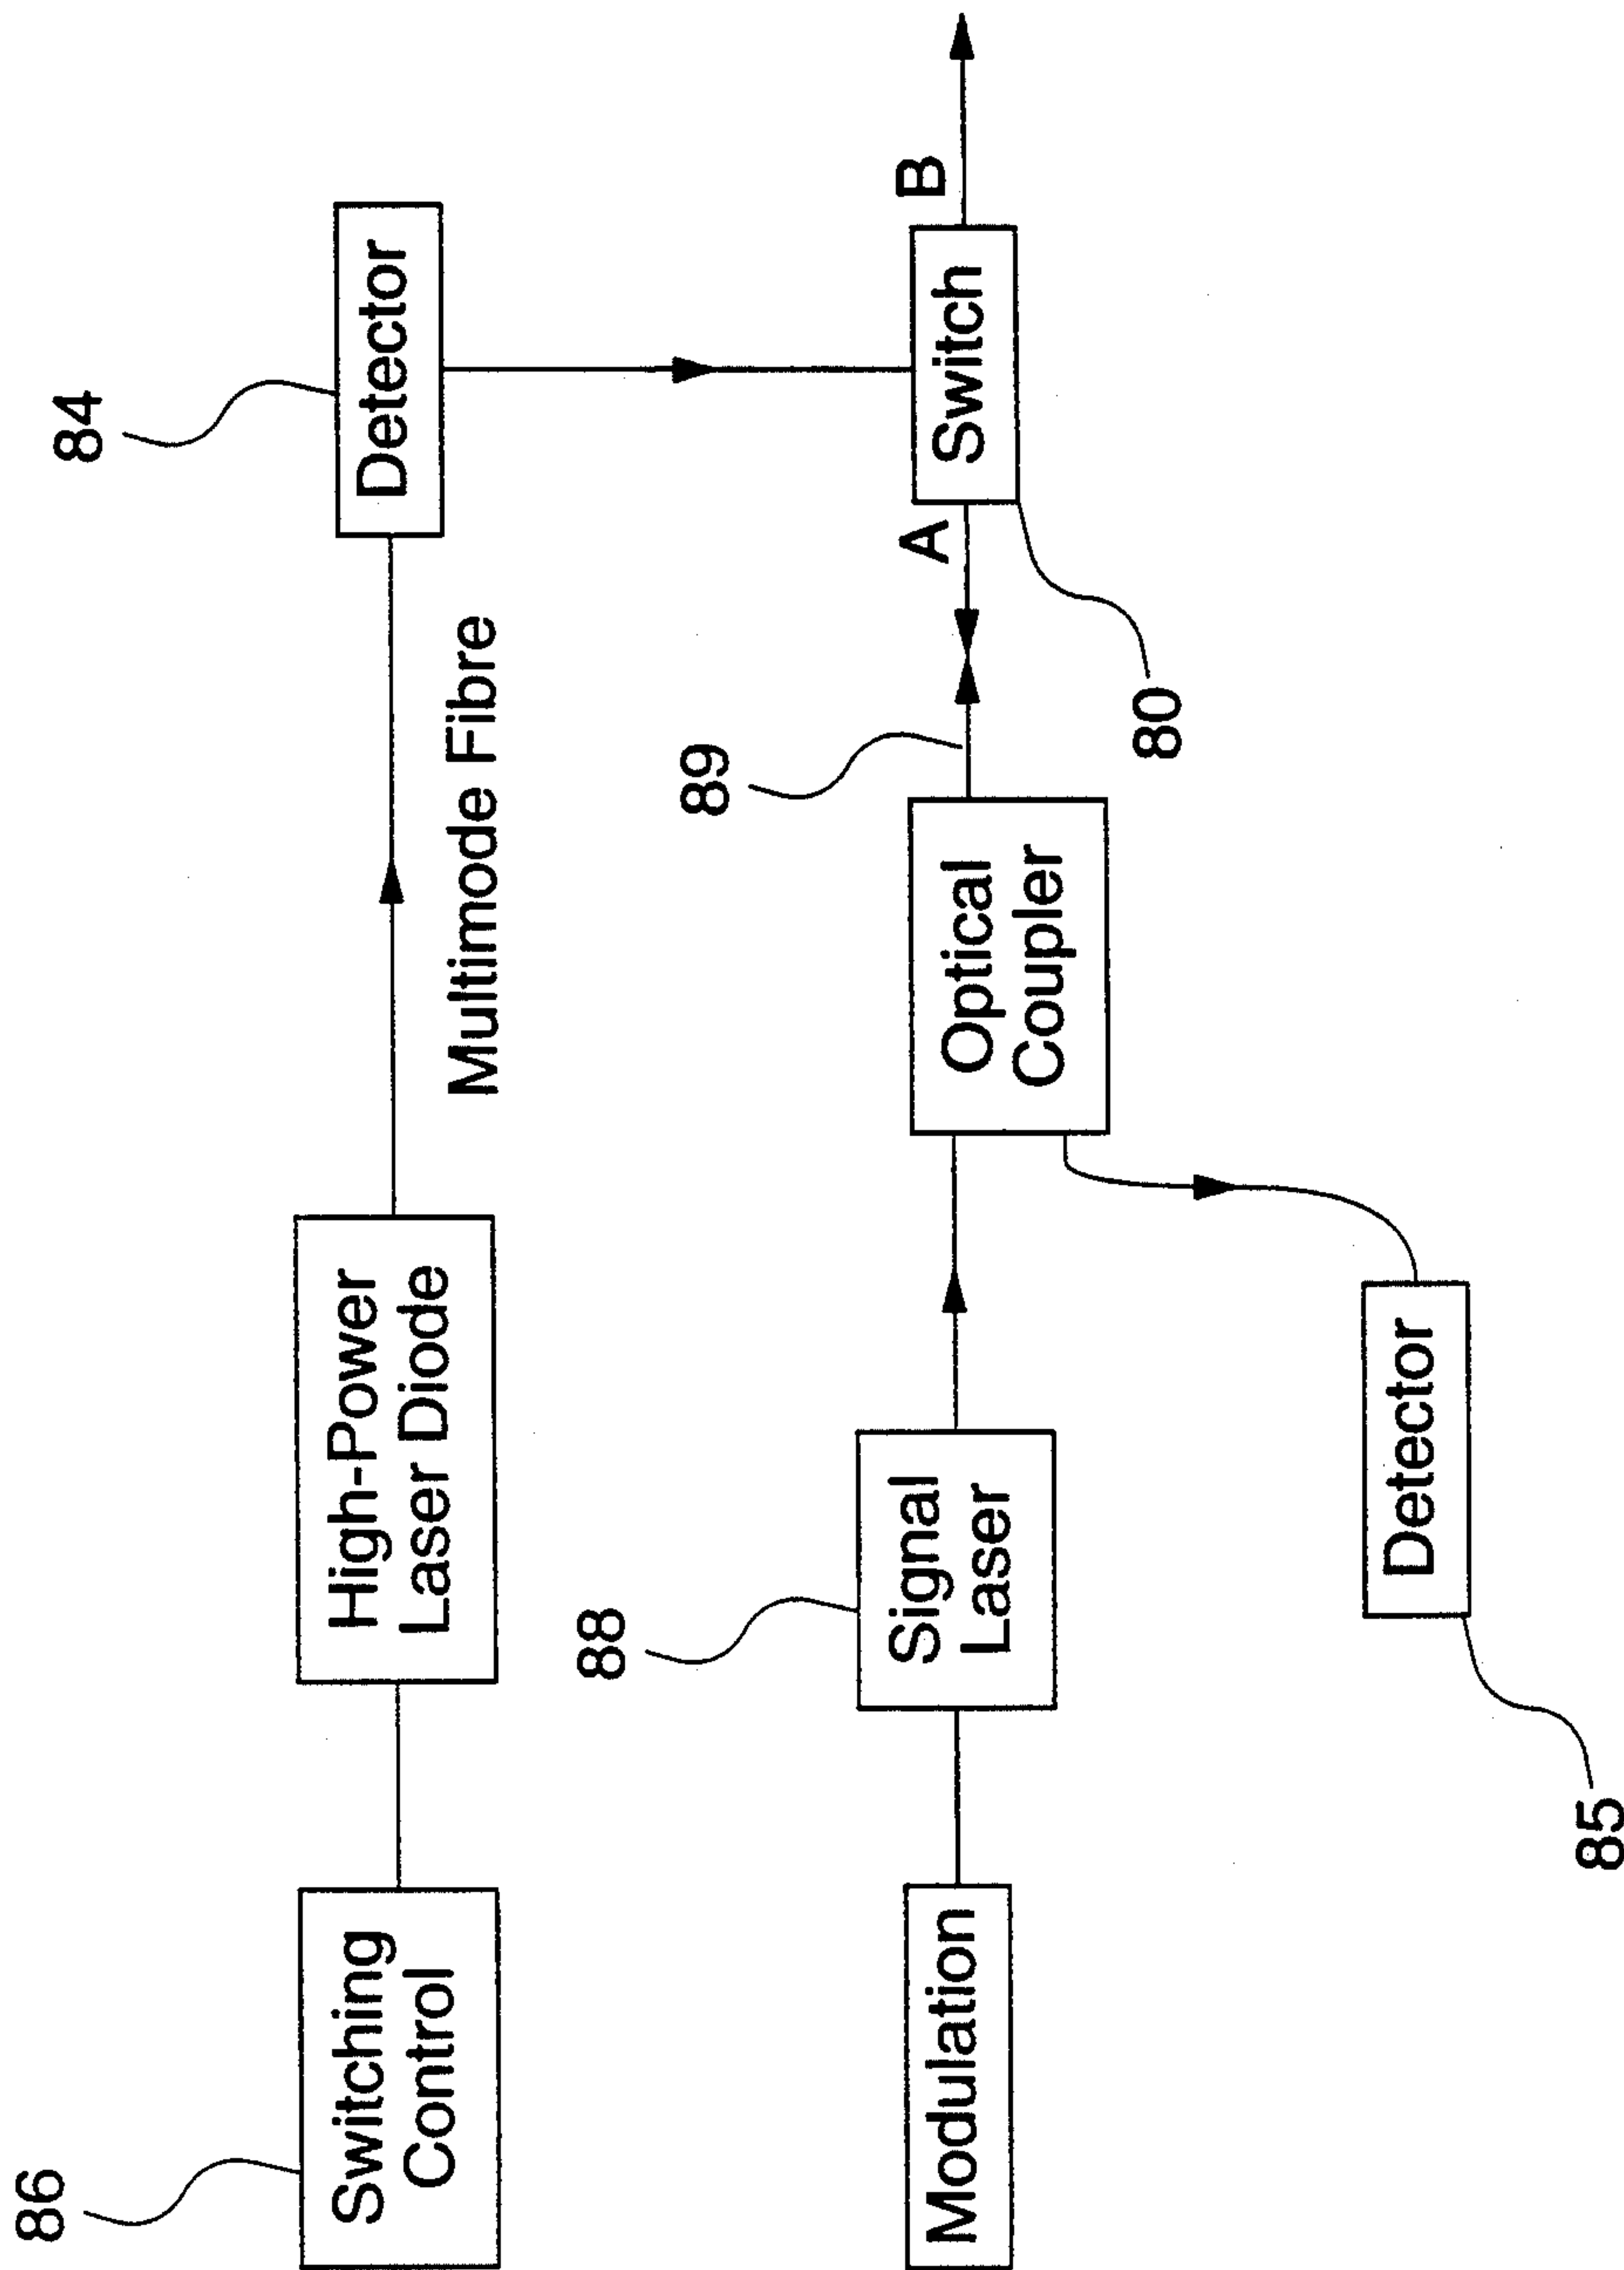 86
Switching
Control
High-Power
Laser Diode
Multimode Fibre
84
Detector
Modulation
88
Signal
Laser
Optical
Coupler
89
A
Switch
B
80
Detector
85